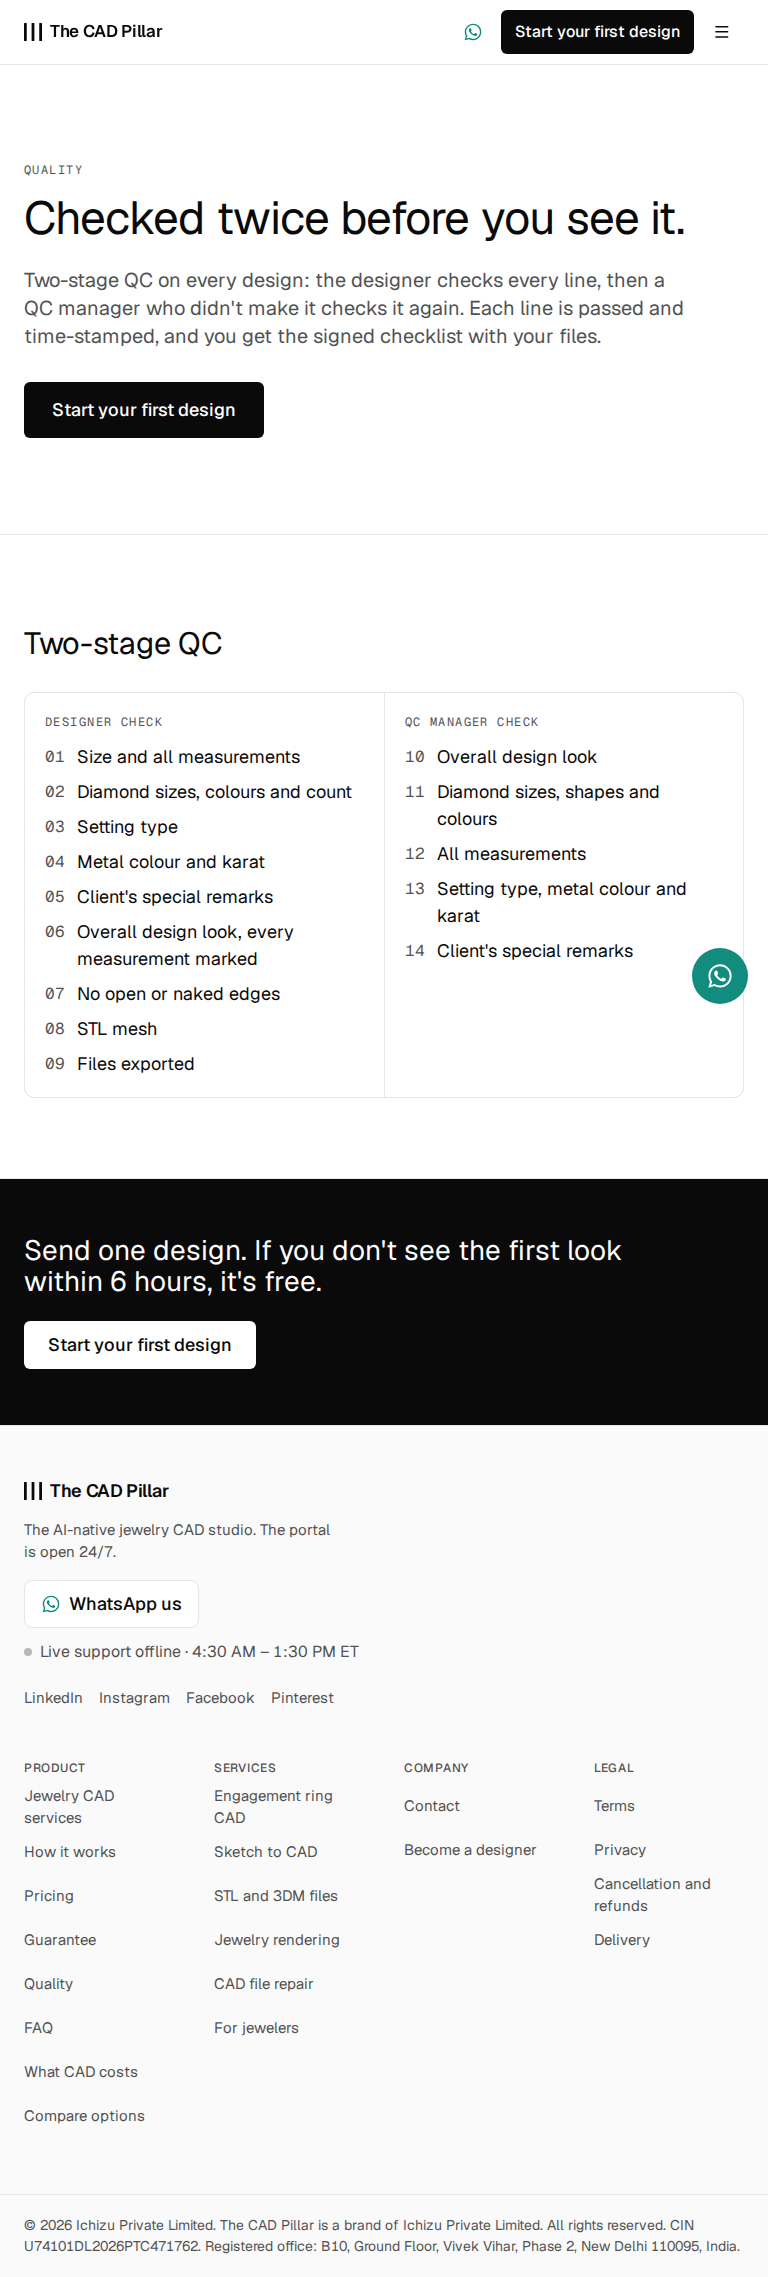 The CAD Pillar
Start your first design
QUALITY
Checked twice before you see it.
Two-stage QC on every design: the designer checks every line, then a
QC manager who didn't make it checks it again. Each line is passed and
time-stamped, and you get the signed checklist with your files.
Start your first design
Two-stage QC
DESIGNER CHECK
01 Size and all measurements
02 Diamond sizes, colours and count
03 Setting type
04 Metal colour and karat
05 Client's special remarks
06 Overall design look, every
measurement marked
07 No open or naked edges
08 STL mesh
09 Files exported
QC MANAGER CHECK
10 Overall design look
11 Diamond sizes, shapes and
colours
12 All measurements
13 Setting type, metal colour and
karat
14 Client's special remarks
Send one design. If you don't see the first look
within 6 hours, it's free.
Start your first design
The CAD Pillar
The AI-native jewelry CAD studio. The portal
is open 24/7.
WhatsApp us
Live support offline · 4:30 AM – 1:30 PM ET
LinkedIn Instagram Facebook Pinterest
PRODUCT
Jewelry CAD
services
How it works
Pricing
Guarantee
Quality
FAQ
What CAD costs
Compare options
SERVICES
Engagement ring
CAD
Sketch to CAD
STL and 3DM files
Jewelry rendering
CAD file repair
For jewelers
COMPANY
Contact
Become a designer
LEGAL
Terms
Privacy
Cancellation and
refunds
Delivery
© 2026 Ichizu Private Limited. The CAD Pillar is a brand of Ichizu Private Limited. All rights reserved. CIN
U74101DL2026PTC471762. Registered office: B10, Ground Floor, Vivek Vihar, Phase 2, New Delhi 110095, India.